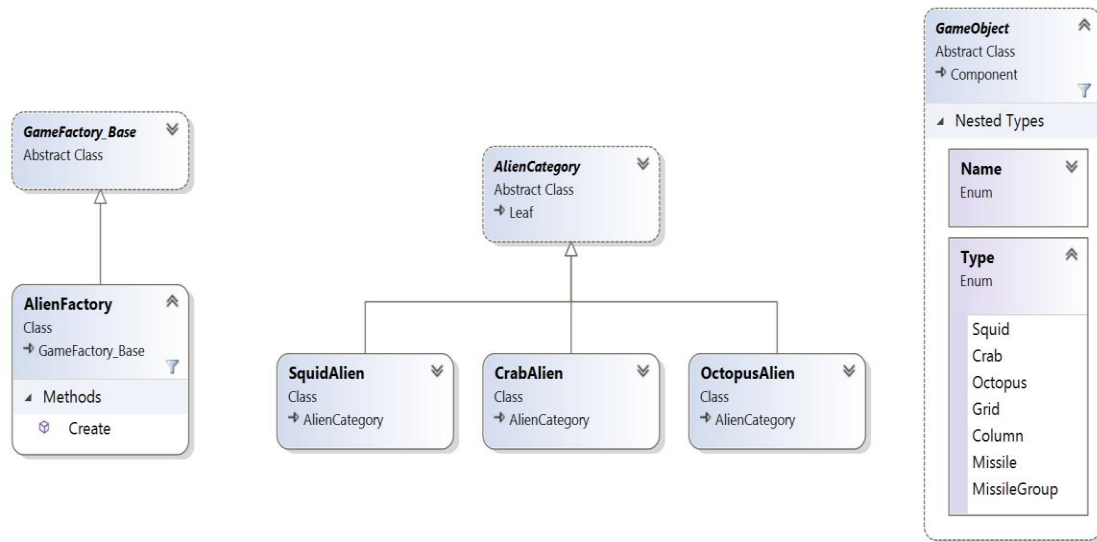 GameFactory_Base
Abstract Class
AlienFactory
Class
GameFactory_Base
Methods
Create
AlienCategory
Abstract Class
Leaf
SquidAlien
Class
AlienCategory
CrabAlien
Class
AlienCategory
OctopusAlien
Class
AlienCategory
GameObject
Abstract Class
Component
Nested Types
Name
Enum
Type
Enum
Squid
Crab
Octopus
Grid
Column
Missile
MissileGroup